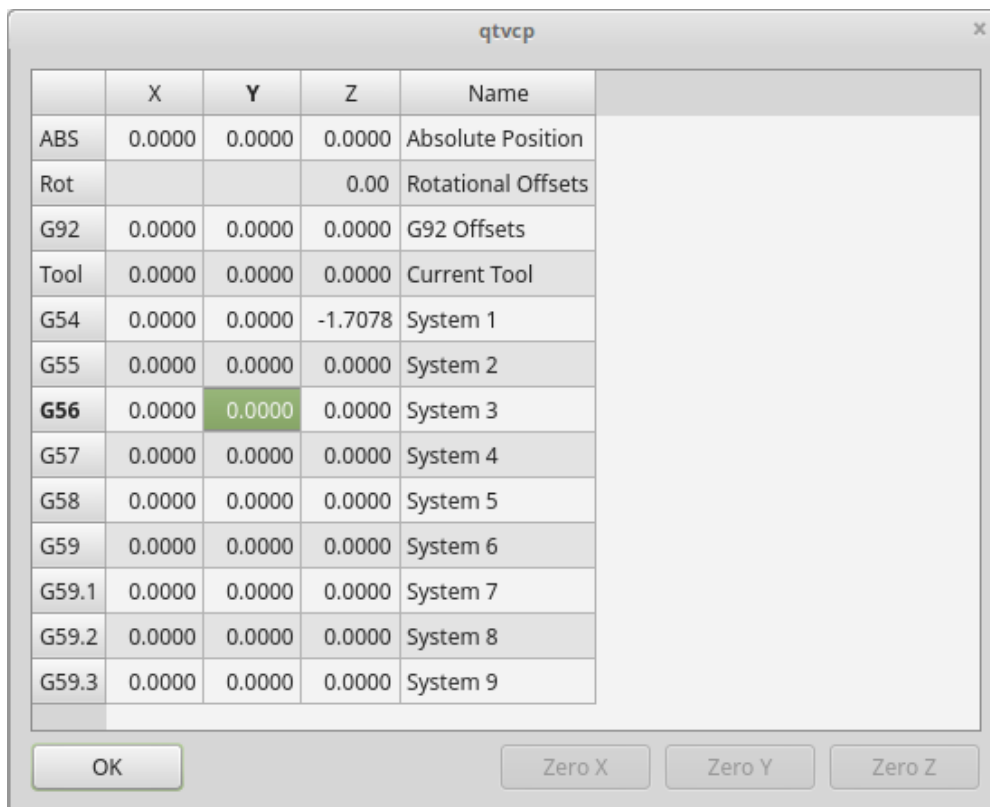 qtvcp x
X Y Z Name
ABS 0.0000 0.0000 0.0000 Absolute Position
Rot 0.00 Rotational Offsets
G92 0.0000 0.0000 0.0000 G92 Offsets
Tool 0.0000 0.0000 0.0000 Current Tool
G54 0.0000 0.0000 -1.7078 System 1
G55 0.0000 0.0000 0.0000 System 2
G56 0.0000 0.0000 0.0000 System 3
G57 0.0000 0.0000 0.0000 System 4
G58 0.0000 0.0000 0.0000 System 5
G59 0.0000 0.0000 0.0000 System 6
G59.1 0.0000 0.0000 0.0000 System 7
G59.2 0.0000 0.0000 0.0000 System 8
G59.3 0.0000 0.0000 0.0000 System 9
OK Zero X Zero Y Zero Z